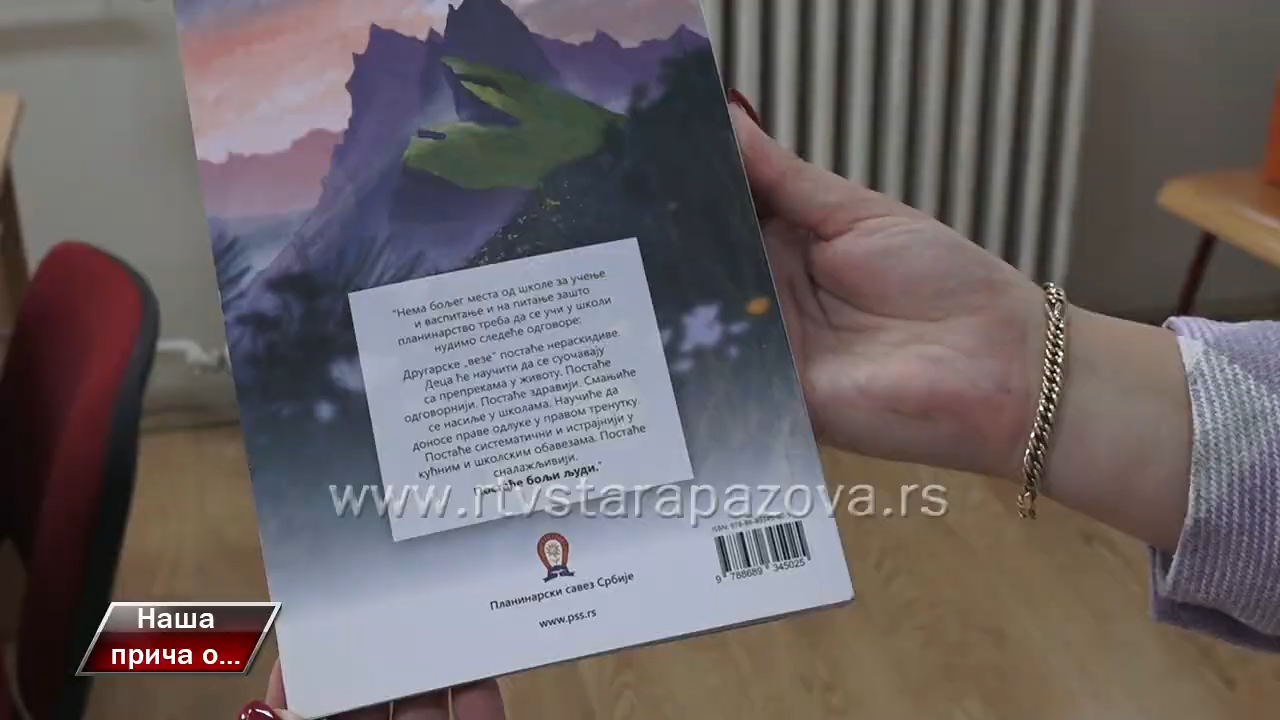 "Нема бољег места од школе за учење
и васпитање и на питање зашто
планинарство треба да се учи у школи
нудимо следеће одговоре:
Другарске „везе" постаће нераскидиве.
Деца ће научити да се суочавају
са препрекама у животу. Постаће
одговорнији. Постаће здравији. Смањиће
се насиље у школама. Научиће да
доносе праве одлуке у правом тренутку.
Постаће систематични и истрајнији у
кућним и школским обавезама. Постаће
сналажљивији.
Постаће бољи људи."
www.rtvstarapazova.rs
ISBN: 978-86-
9 788689 345025
Планинарски савез Србије
www.pss.rs
Наша
прича о...